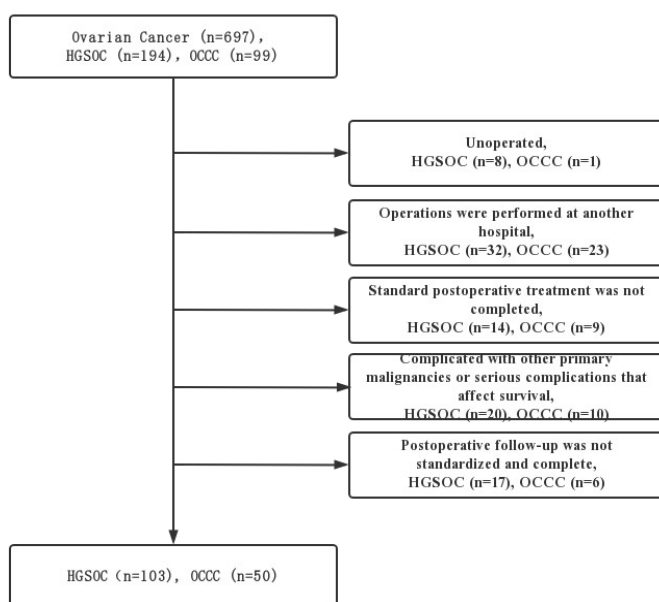 Ovarian Cancer (n=697),
HGSOC (n=194), OCCC (n=99)
Unoperated,
HGSOC (n=8), OCCC (n=1)
Operations were performed at another
hospital,
HGSOC (n=32), OCCC (n=23)
Standard postoperative treatment was not
completed,
HGSOC (n=14), OCCC (n=9)
Complicated with other primary
malignancies or serious complications that
affect survival,
HGSOC (n=20), OCCC (n=10)
Postoperative follow-up was not
standardized and complete,
HGSOC (n=17), OCCC (n=6)
HGSOC (n=103), OCCC (n=50)